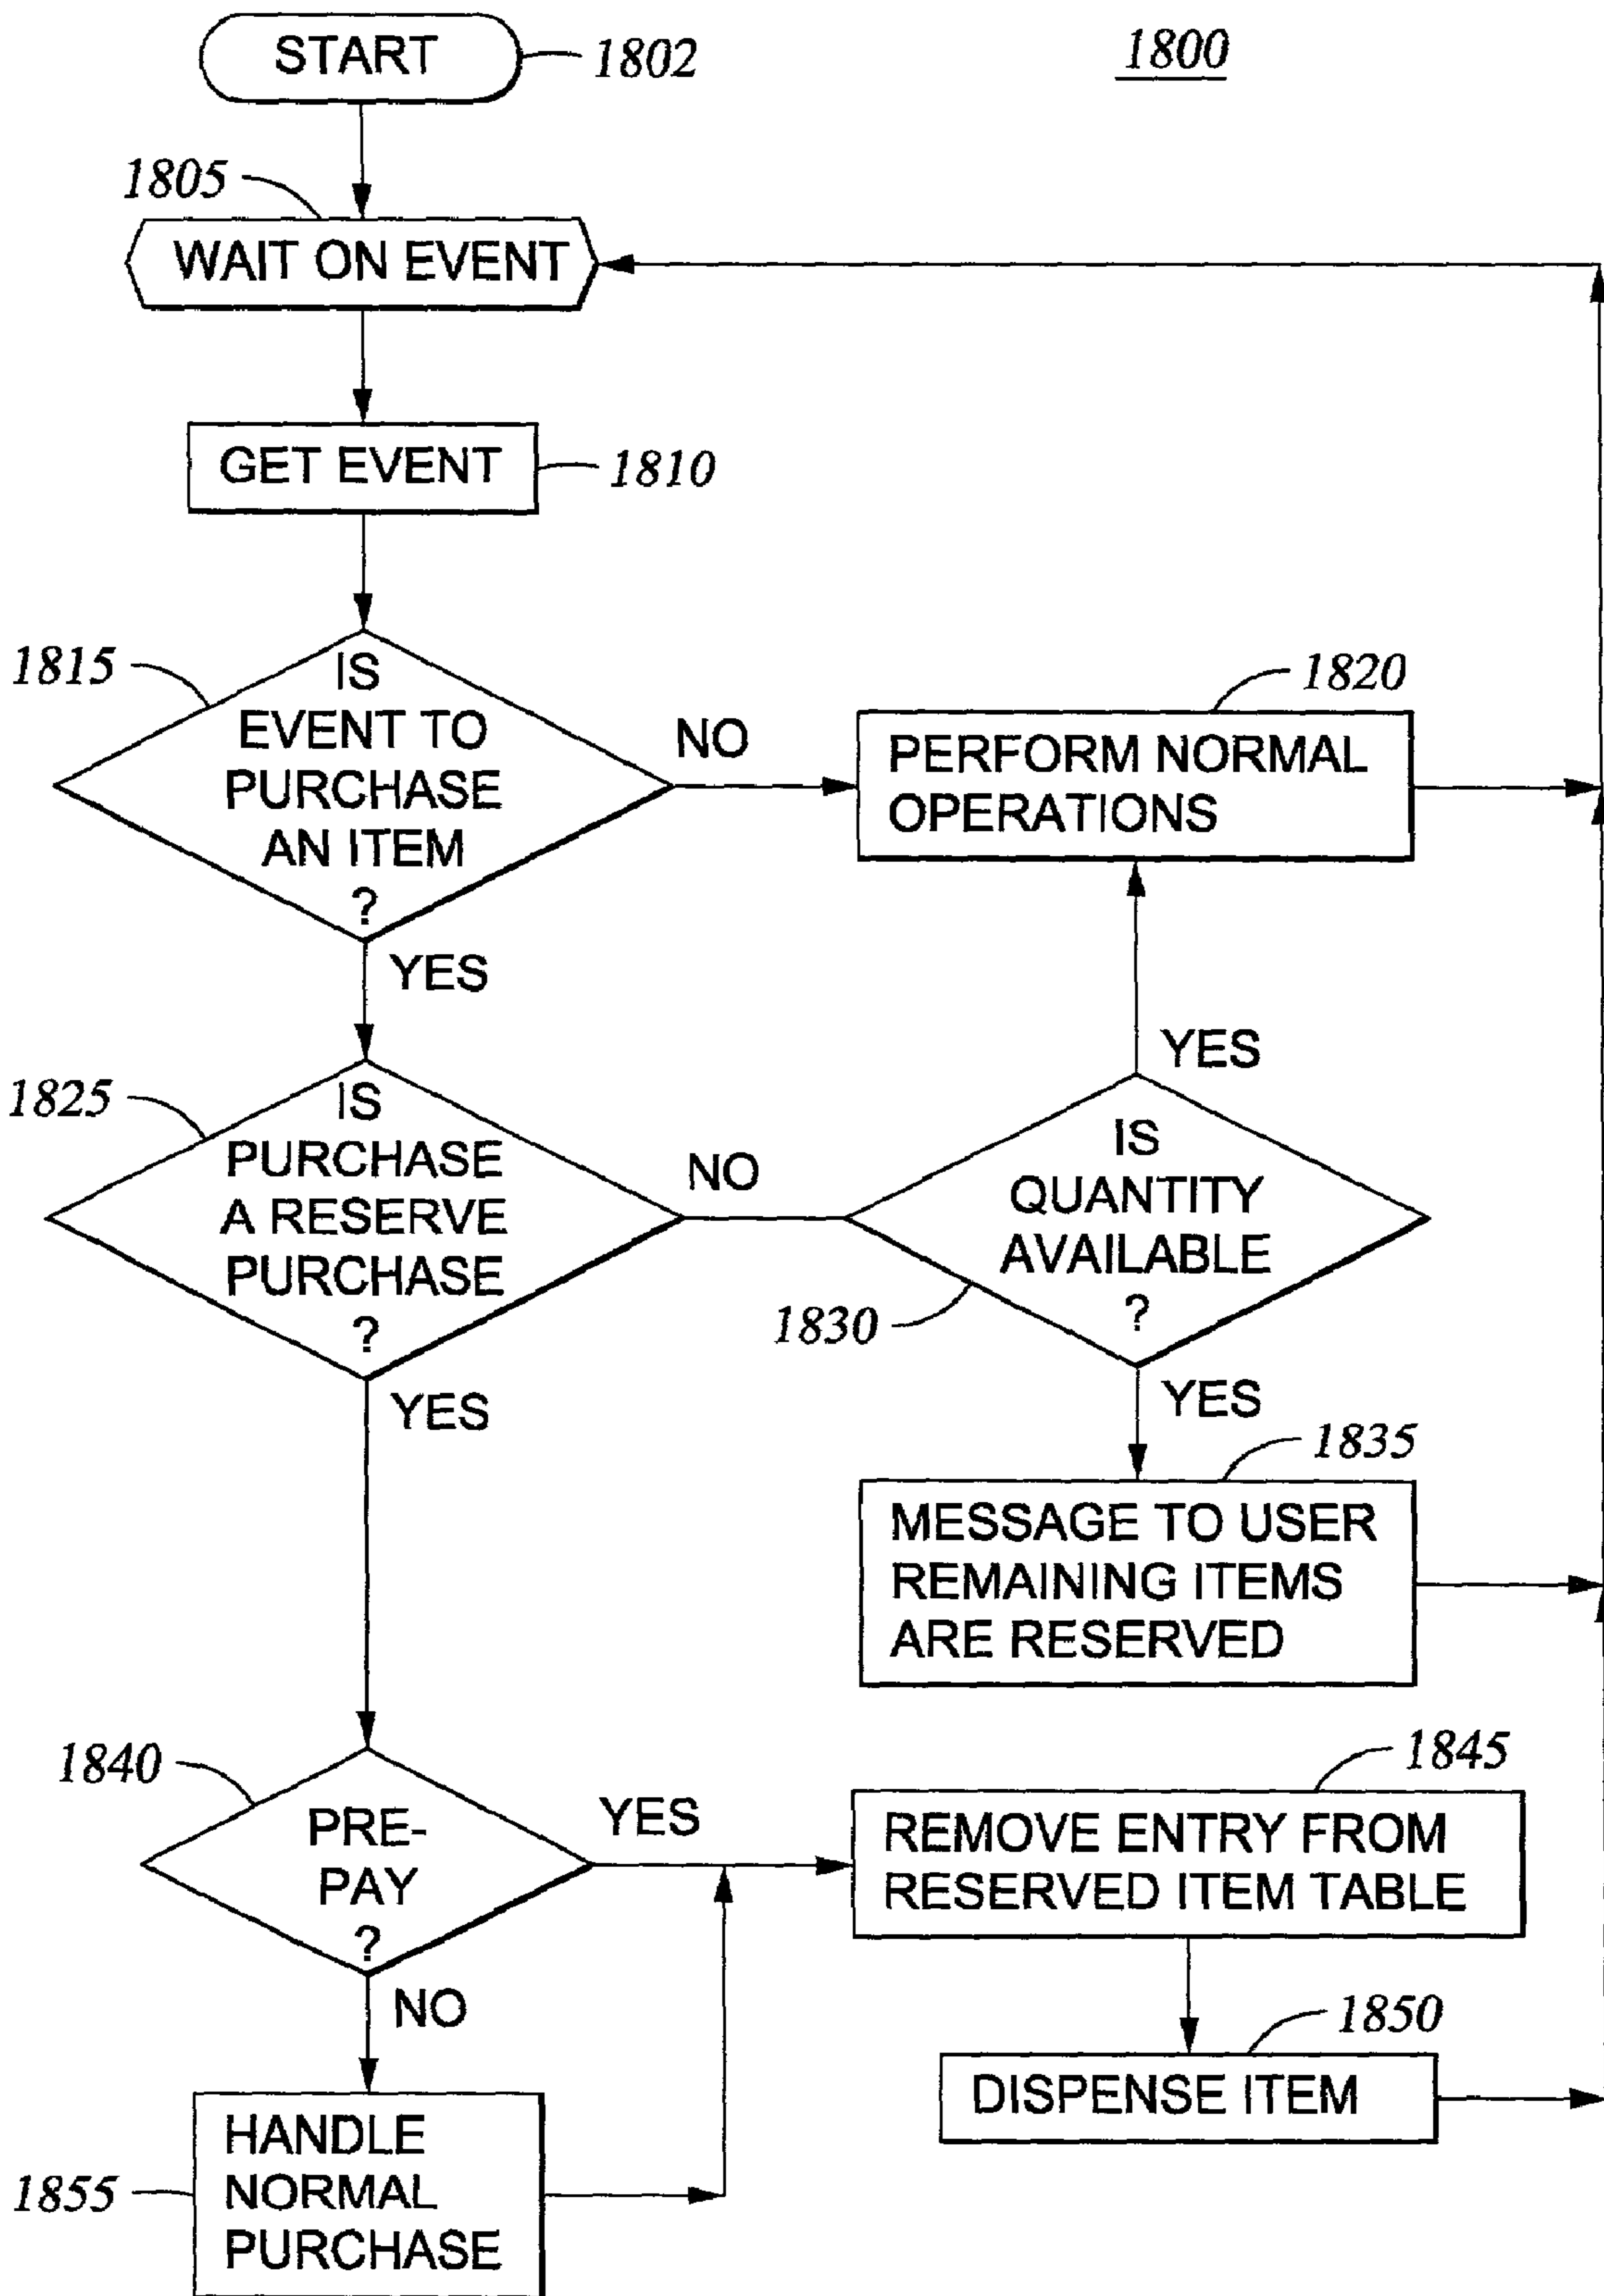 START
1802
1800
1805
WAIT ON EVENT
GET EVENT
1810
1815
IS
EVENT TO
PURCHASE
AN ITEM
?
NO
1820
PERFORM NORMAL
OPERATIONS
YES
1825
IS
PURCHASE
A RESERVE
PURCHASE
?
NO
YES
IS
QUANTITY
AVAILABLE
?
1830
YES
YES
1835
MESSAGE TO USER
REMAINING ITEMS
ARE RESERVED
1840
PRE-
PAY
?
YES
1845
REMOVE ENTRY FROM
RESERVED ITEM TABLE
NO
1850
DISPENSE ITEM
1855
HANDLE
NORMAL
PURCHASE